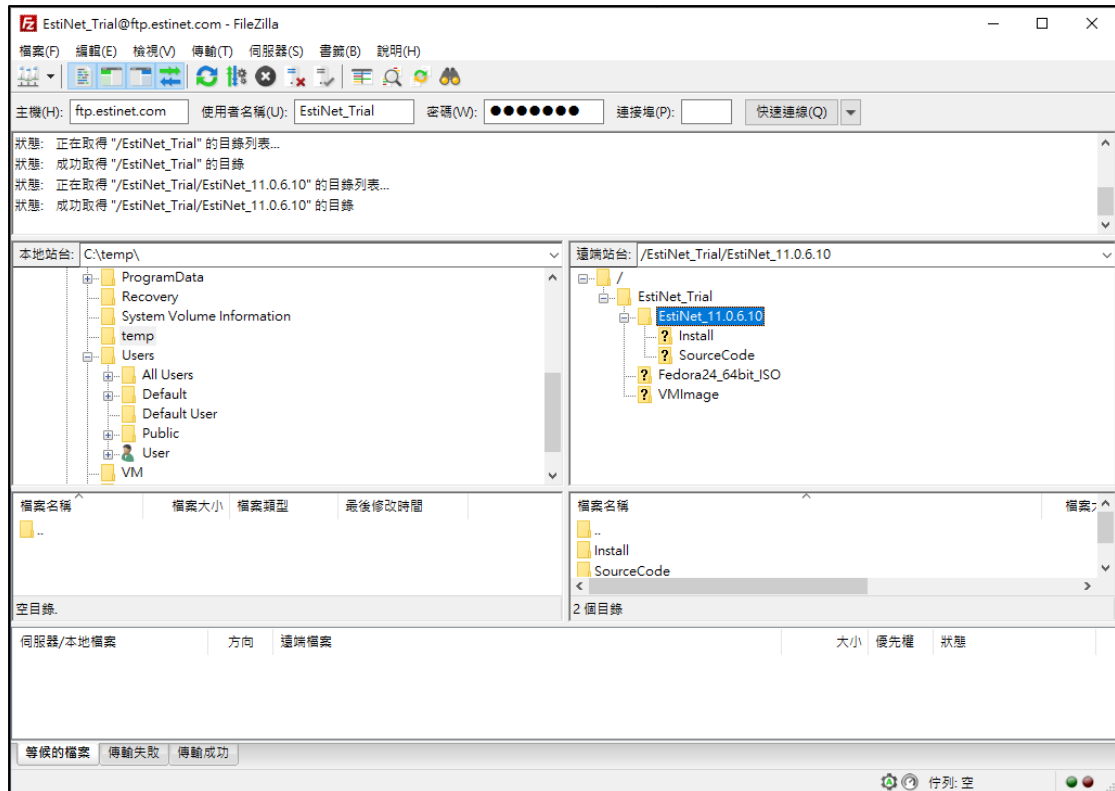 EstiNet_Trial@ftp.estinet.com - FileZilla
檔案(F) 編輯(E) 檢視(V) 傳輸(T) 伺服器(S) 書籤(B) 說明(H)
主機(H): ftp.estinet.com 使用者名稱(U): EstiNet_Trial 密碼(W): ●●●●●●● 連接埠(P): 快速連線(Q)
狀態: 正在取得 "/EstiNet_Trial" 的目錄列表...
狀態: 成功取得 "/EstiNet_Trial" 的目錄
狀態: 正在取得 "/EstiNet_Trial/EstiNet_11.0.6.10" 的目錄列表...
狀態: 成功取得 "/EstiNet_Trial/EstiNet_11.0.6.10" 的目錄
本地站台: C:\temp\
ProgramData
Recovery
System Volume Information
temp
Users
All Users
Default
Default User
Public
User
VM
遠端站台: /EstiNet_Trial/EstiNet_11.0.6.10
/
EstiNet_Trial
EstiNet_11.0.6.10
Install
SourceCode
Fedora24_64bit_ISO
VMImage
檔案名稱 檔案大小 檔案類型 最後修改時間
..
空目錄.
檔案名稱 檔案
..
Install
SourceCode
2 個目錄
伺服器/本地檔案 方向 遠端檔案 大小 優先權 狀態
等候的檔案 傳輸失敗 傳輸成功
佇列: 空